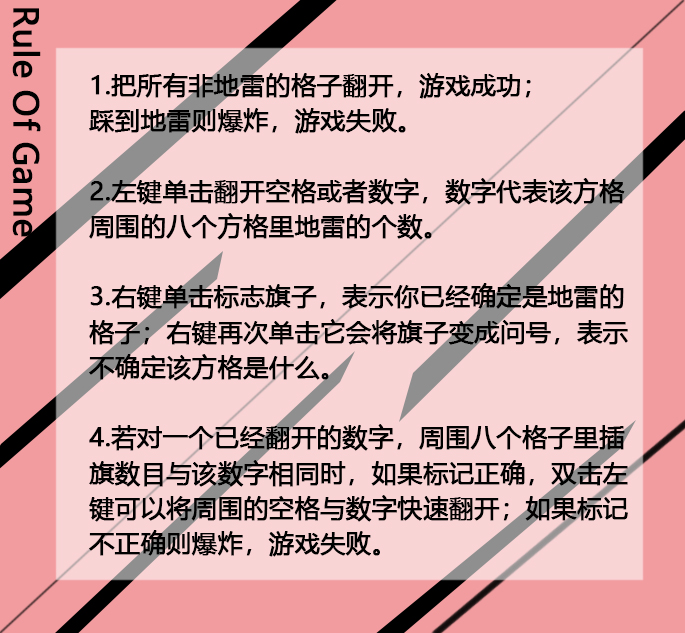 Rule Of Game
1.把所有非地雷的格子翻开，游戏成功；
踩到地雷则爆炸，游戏失败。
2.左键单击翻开空格或者数字，数字代表该方格
周围的八个方格里地雷的个数。
3.右键单击标志旗子，表示你已经确定是地雷的
格子；右键再次单击它会将旗子变成问号，表示
不确定该方格是什么。
4.若对一个已经翻开的数字，周围八个格子里插
旗数目与该数字相同时，如果标记正确，双击左
键可以将周围的空格与数字快速翻开；如果标记
不正确则爆炸，游戏失败。